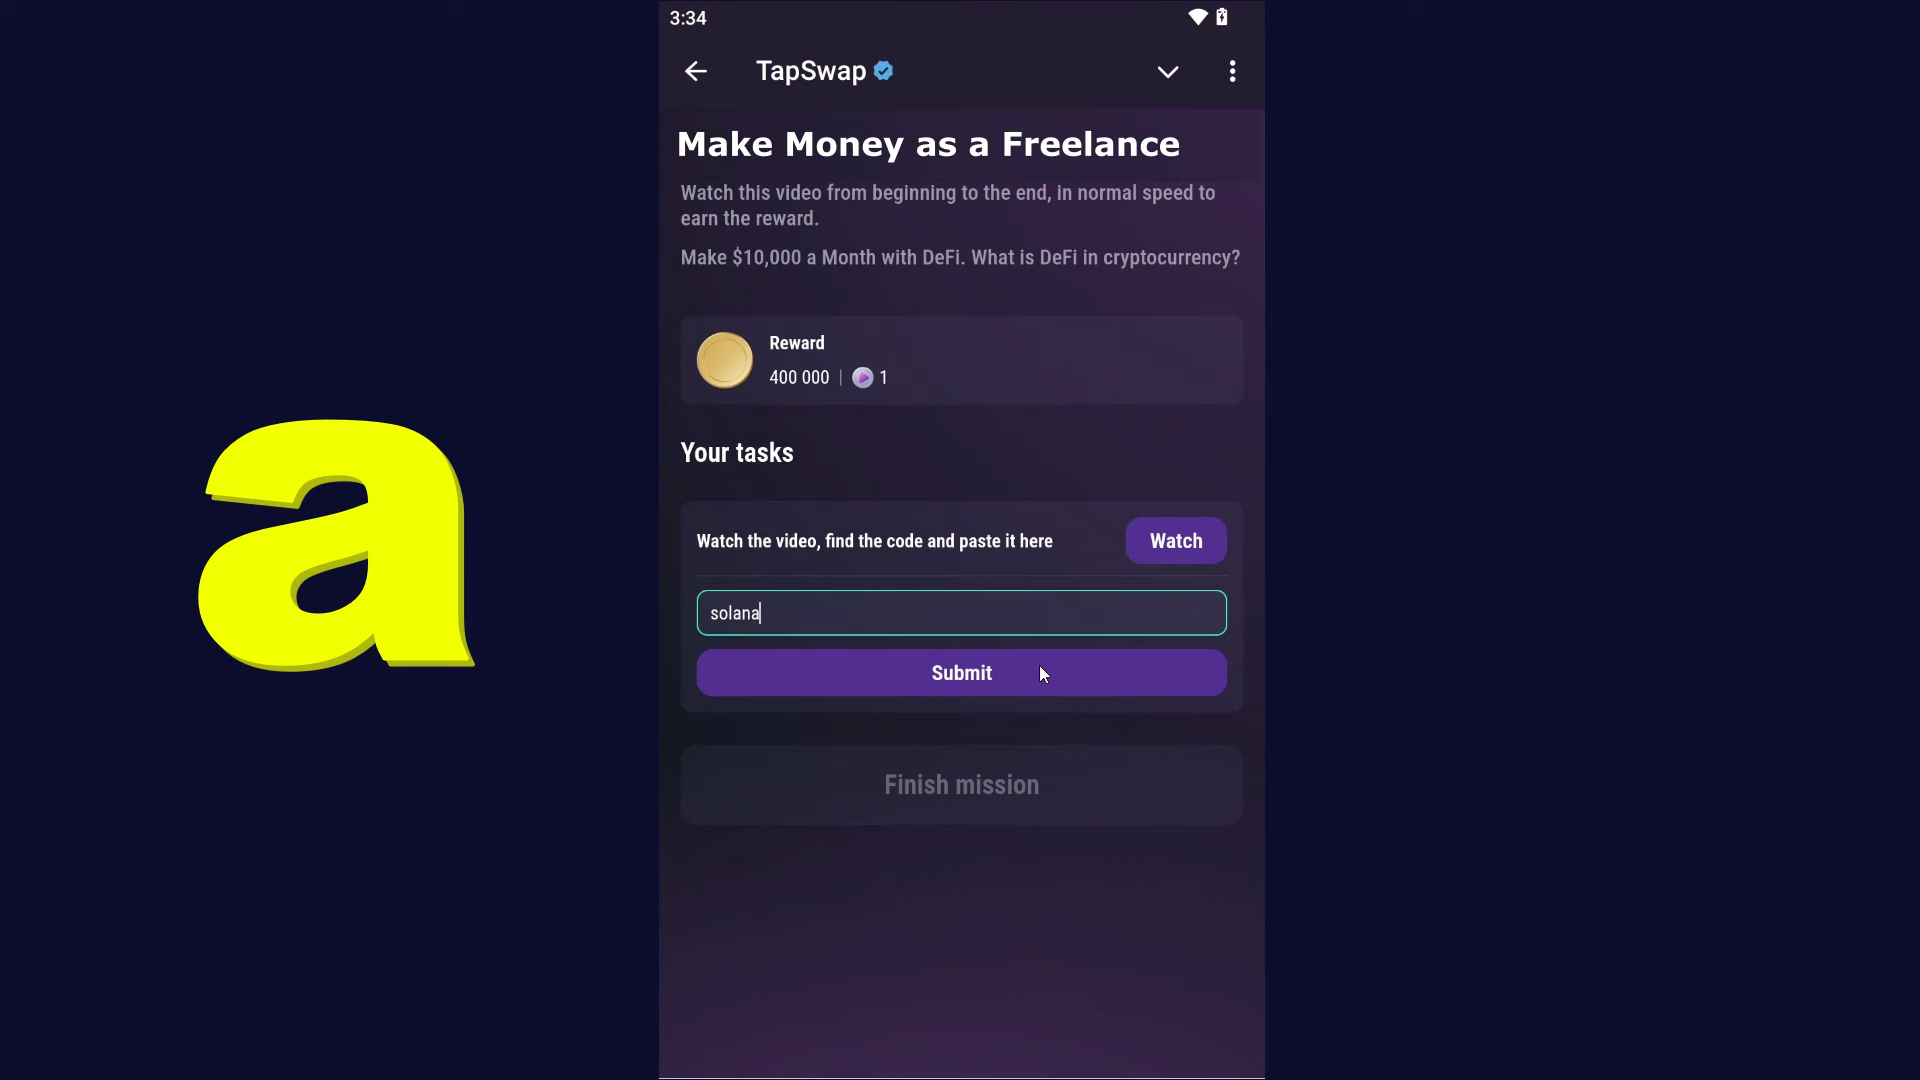 3:34
TapSwap
Make Money as a Freelance
Watch this video from beginning to the end, in normal speed to
earn the reward.
Make $10,000 a Month with DeFi. What is DeFi in cryptocurrency?
Reward
400 000 | 1
a
Your tasks
Watch the video, find the code and paste it here
Watch
solana
Submit
Finish mission